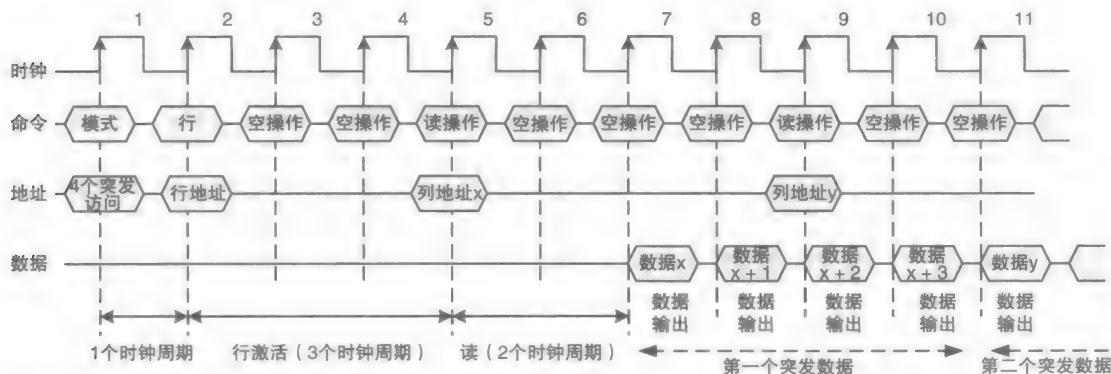 1 2 3 4 5 6 7 8 9 10 11
时钟
命令 模式 行 空操作 空操作 读操作 空操作 空操作 空操作 读操作 空操作 空操作
地址 4个突发访问 行地址 列地址x 列地址y
数据 数据x 数据x+1 数据x+2 数据x+3 数据y
数据输出 数据输出 数据输出 数据输出 数据输出
1个时钟周期 行激活（3个时钟周期） 读（2个时钟周期） 第一个突发数据 第二个突发数据